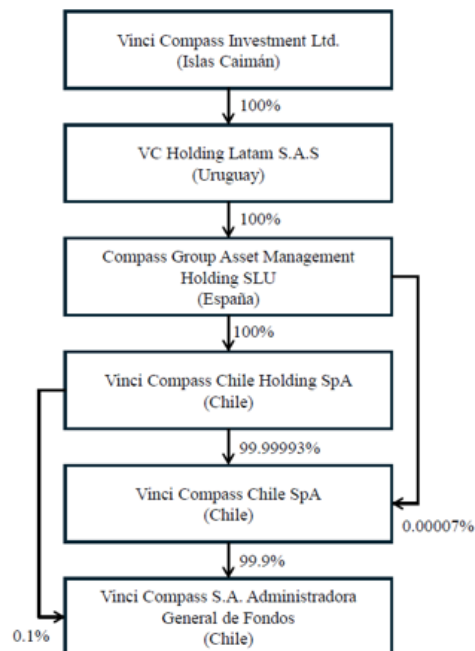 Vinci Compass Investment Ltd.
(Islas Caimán)
100%
VC Holding Latam S.A.S
(Uruguay)
100%
Compass Group Asset Management
Holding SLU
(España)
100%
Vinci Compass Chile Holding SpA
(Chile)
99.99993%
Vinci Compass Chile SpA
(Chile)
0.00007%
99.9%
Vinci Compass S.A. Administradora
General de Fondos
(Chile)
0.1%